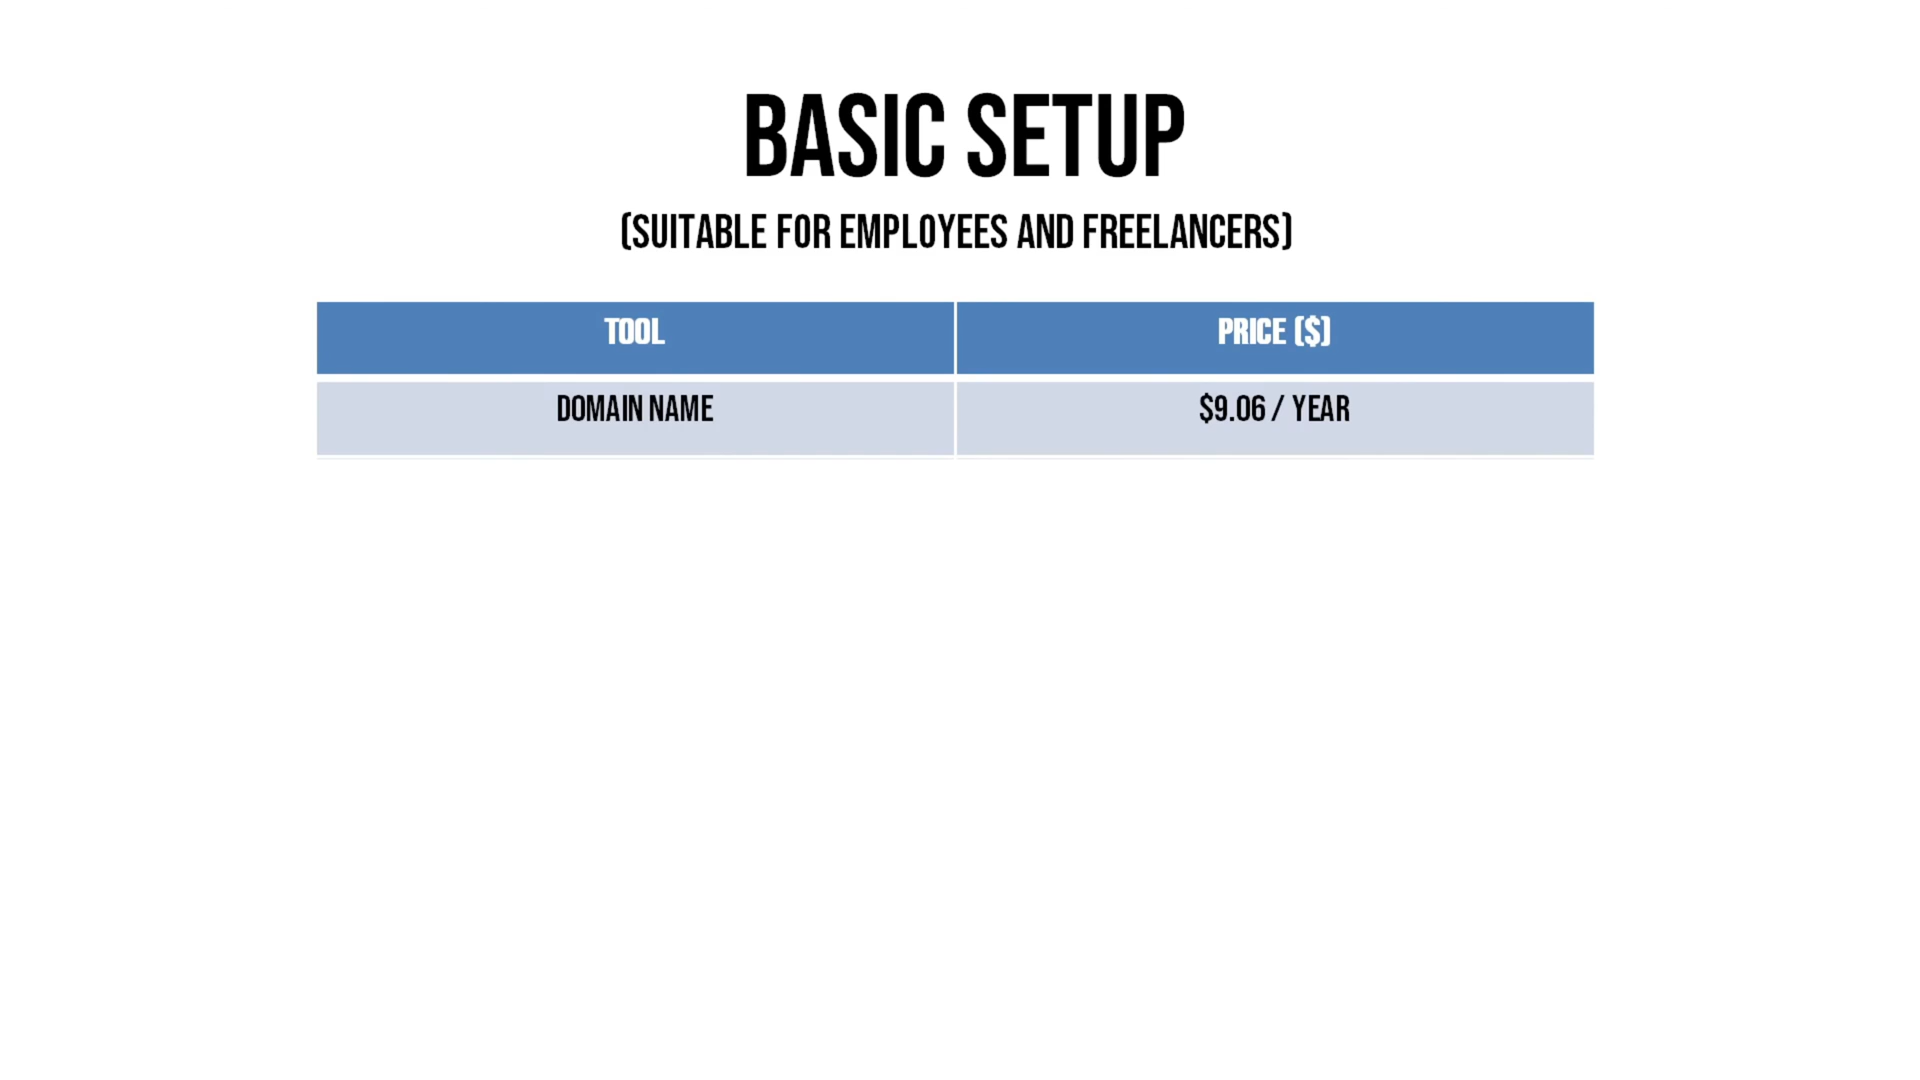 BASIC SETUP
(SUITABLE FOR EMPLOYEES AND FREELANCERS)
TOOL PRICE ($)
DOMAIN NAME $9.06 / YEAR